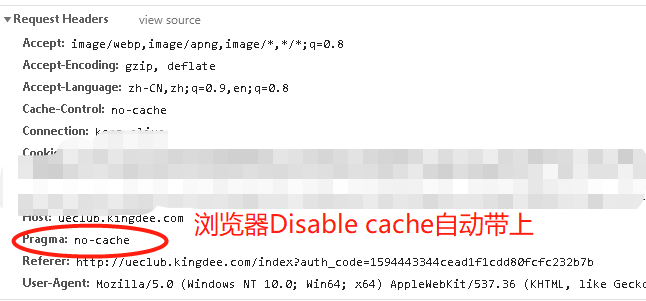 Request Headers view source
Accept: image/webp,image/apng,image/*,*/*;q=0.8
Accept-Encoding: gzip, deflate
Accept-Language: zh-CN,zh;q=0.9,en;q=0.8
Cache-Control: no-cache
Connection: keep-alive
Cookie
Host: ueclub.kingdee.com
浏览器Disable cache自动带上
Pragma: no-cache
Referer: http://ueclub.kingdee.com/index?auth_code=1594443344cead1f1cdd80fcfc232b7b
User-Agent: Mozilla/5.0 (Windows NT 10.0; Win64; x64) AppleWebKit/537.36 (KHTML, like Gecko